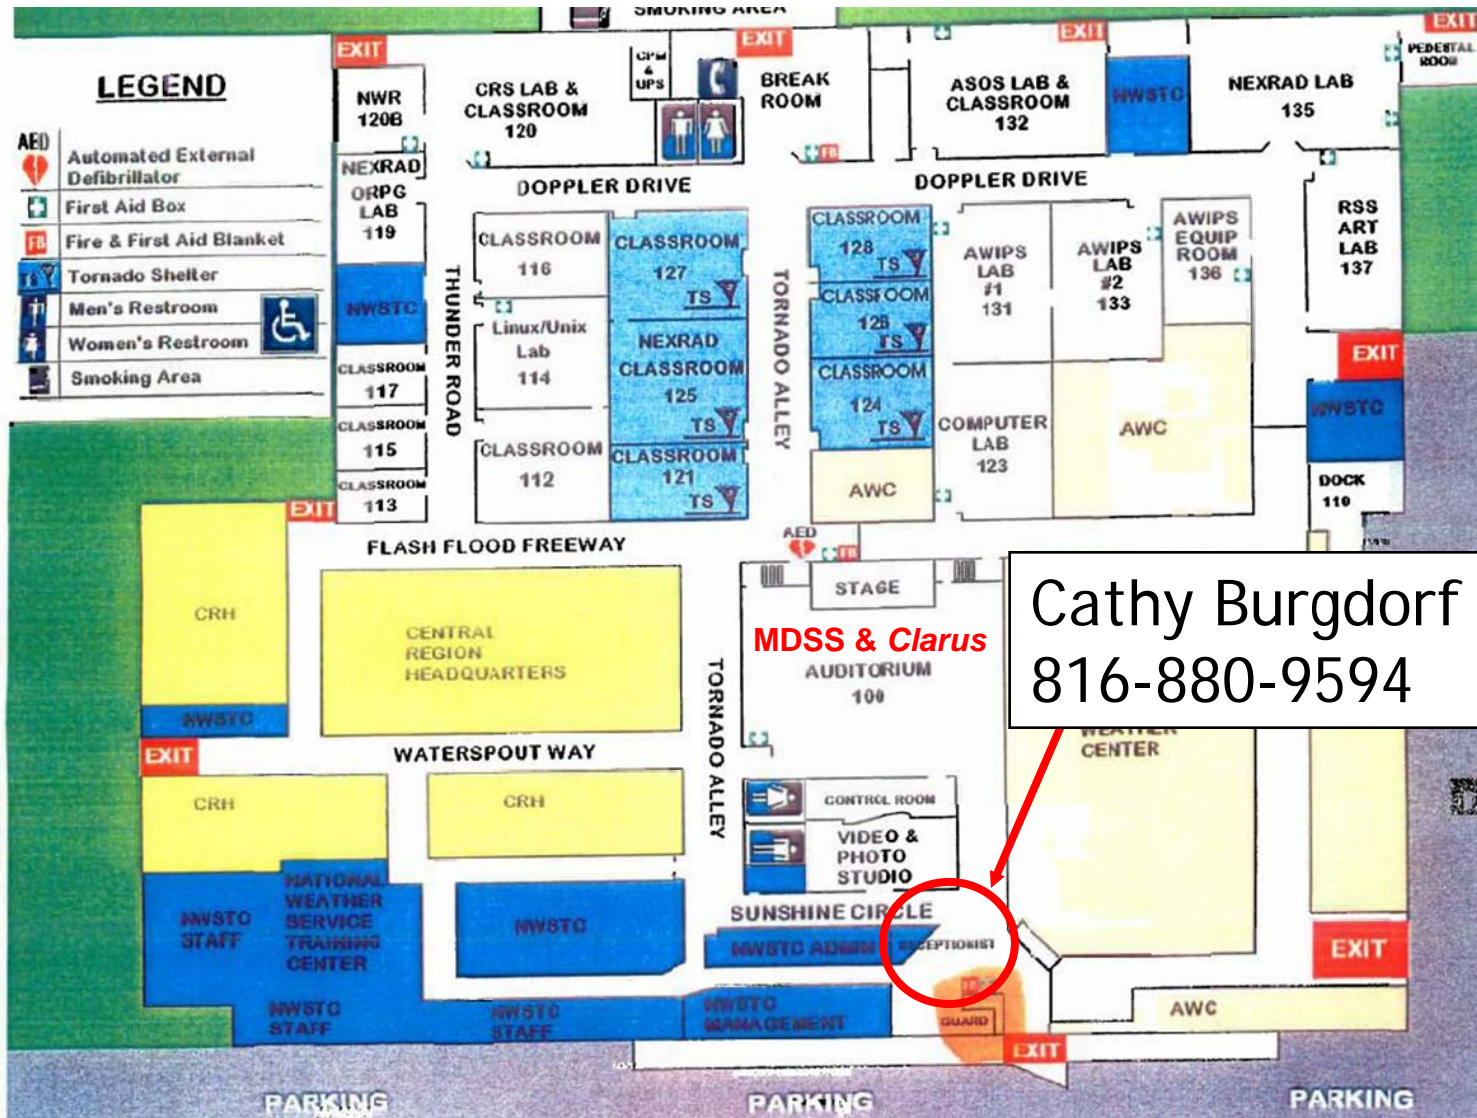 SMOKING AREA
EXIT
EXIT
EXIT
EXIT
LEGEND
AED
Automated External
Defibrillator
First Aid Box
FB
Fire & First Aid Blanket
TS
Tornado Shelter
Men's Restroom
Women's Restroom
Smoking Area
NWR
120B
CRS LAB &
CLASSROOM
120
CPM
&
UPS
BREAK
ROOM
ASOS LAB &
CLASSROOM
132
NWSTC
NEXRAD LAB
135
PEDESTAL
ROOM
FB
NEXRAD
ORPG
LAB
119
DOPPLER DRIVE
DOPPLER DRIVE
NWSTC
CLASSROOM
117
CLASSROOM
115
CLASSROOM
113
THUNDER ROAD
CLASSROOM
116
Linux/Unix
Lab
114
CLASSROOM
112
CLASSROOM
127
TS
NEXRAD
CLASSROOM
125
TS
CLASSROOM
121
TS
TORNADO ALLEY
CLASSROOM
128
TS
CLASSROOM
126
TS
CLASSROOM
124
TS
AWC
AWIPS
LAB
#1
131
AWIPS
LAB
#2
133
AWIPS
EQUIP
ROOM
136
RSS
ART
LAB
137
EXIT
NWSTC
COMPUTER
LAB
123
AWC
DOCK
110
EXIT
FLASH FLOOD FREEWAY
AED
FB
STAGE
MDSS & Clarus
AUDITORIUM
100
Cathy Burgdorf
816-880-9594
WEATHER
CENTER
CRH
CENTRAL
REGION
HEADQUARTERS
NWSTC
EXIT
WATERSPOUT WAY
TORNADO ALLEY
CRH
CRH
CONTROL ROOM
VIDEO &
PHOTO
STUDIO
NWSTC
STAFF
NATIONAL
WEATHER
SERVICE
TRAINING
CENTER
NWSTC
SUNSHINE CIRCLE
NWSTC ADMIN
RECEPTIONIST
EXIT
NWSTC
STAFF
NWSTC
STAFF
NWSTC
MANAGEMENT
FB
GUARD
EXIT
AWC
PARKING
PARKING
PARKING